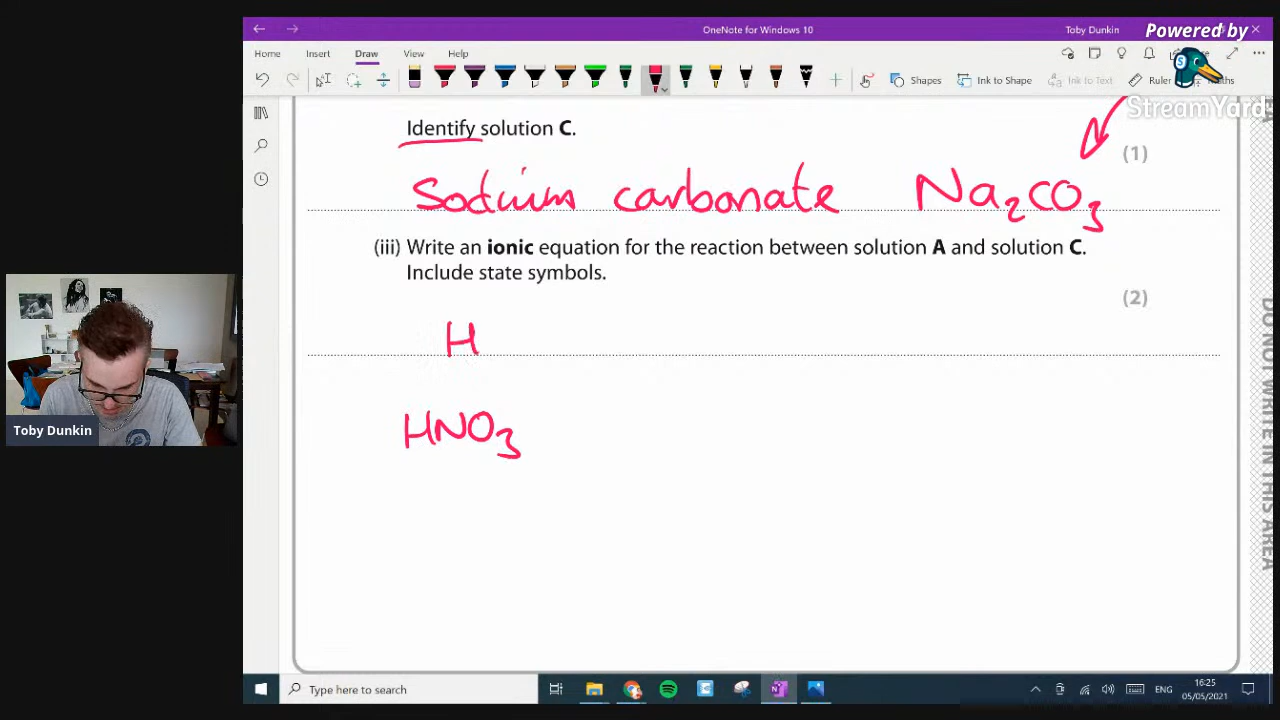 OneNote for Windows 10
Toby Dunkin
Powered by
StreamYard
Home Insert Draw View Help
Shapes Ink to Shape Ink to Text Ruler Maths
Identify solution C.
(1)
Sodium carbonate Na2CO3
(iii) Write an ionic equation for the reaction between solution A and solution C.
Include state symbols.
(2)
H
HNO3
DO NOT WRITE IN THIS AREA
Toby Dunkin
Type here to search
ENG
16:25
05/05/2021